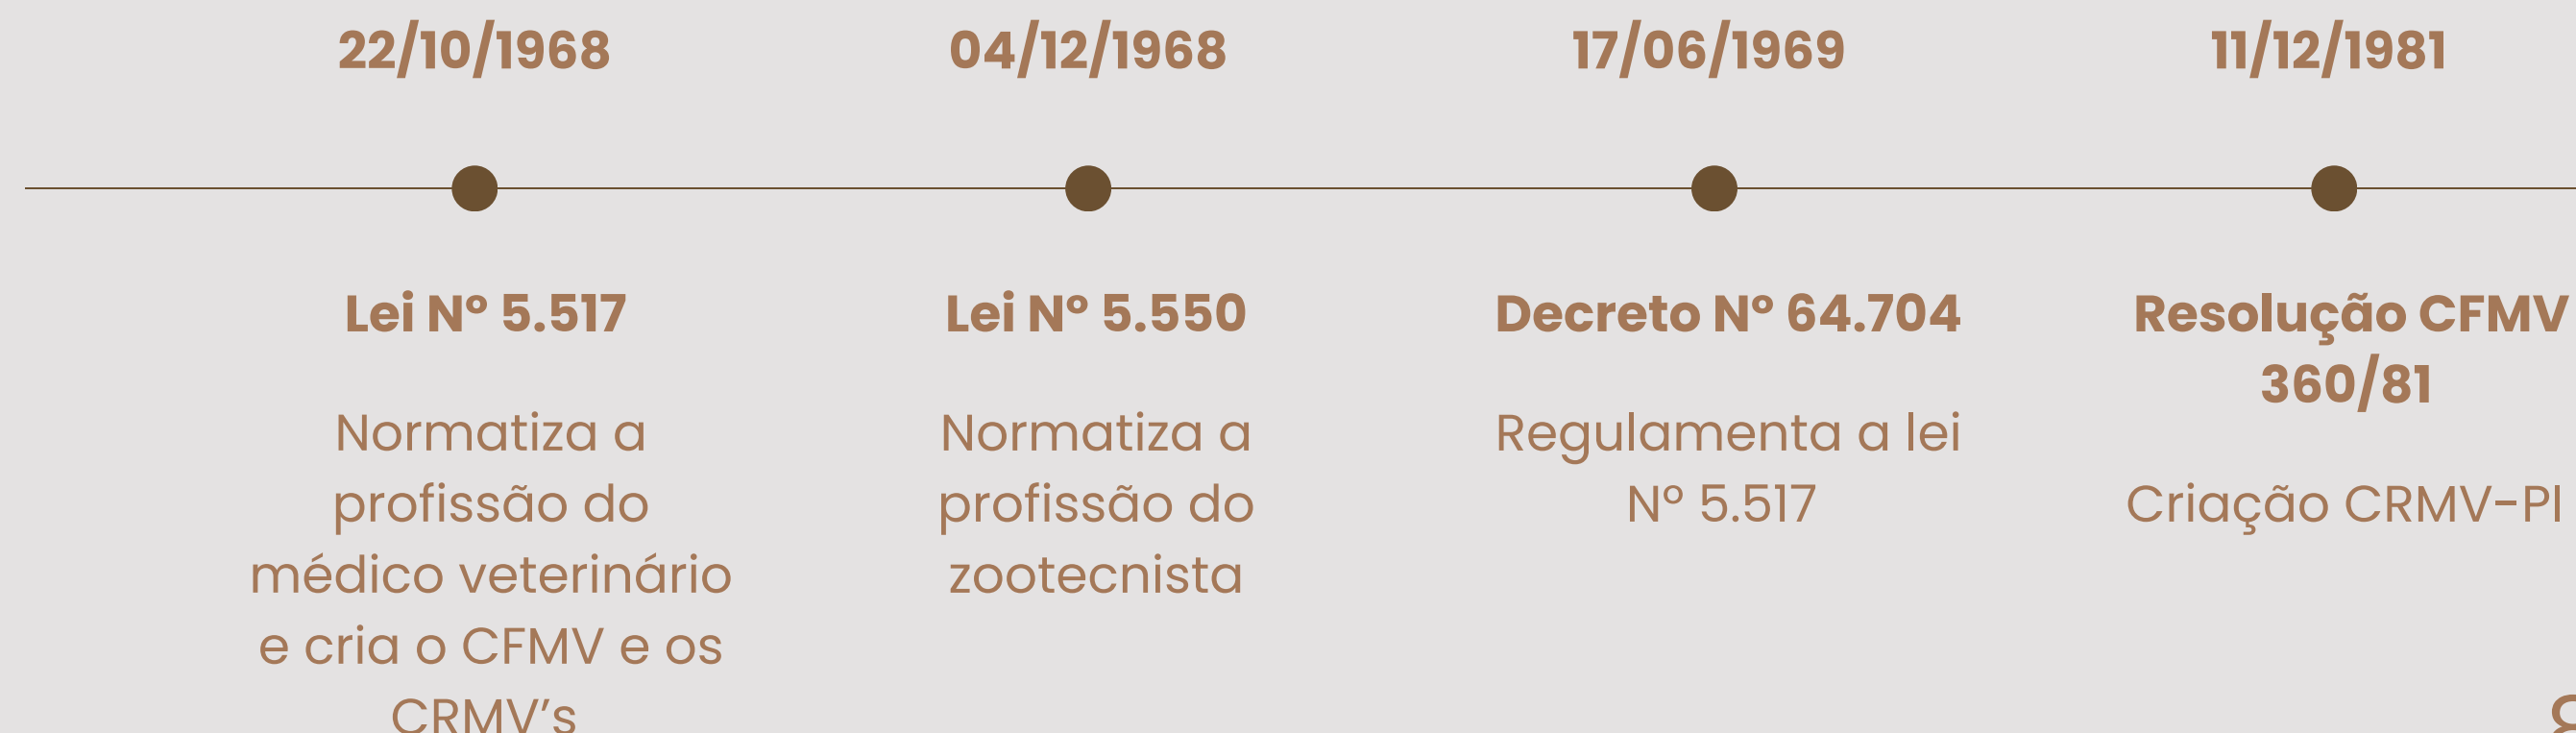 22/10/1968
04/12/1968
17/06/1969
11/12/1981
Lei Nº 5.517
Normatiza a
profissão do
médico veterinário
e cria o CFMV e os
CRMV’s
Lei Nº 5.550
Normatiza a
profissão do
zootecnista
Decreto Nº 64.704
Regulamenta a lei
Nº 5.517
Resolução CFMV
360/81
Criação CRMV-PI